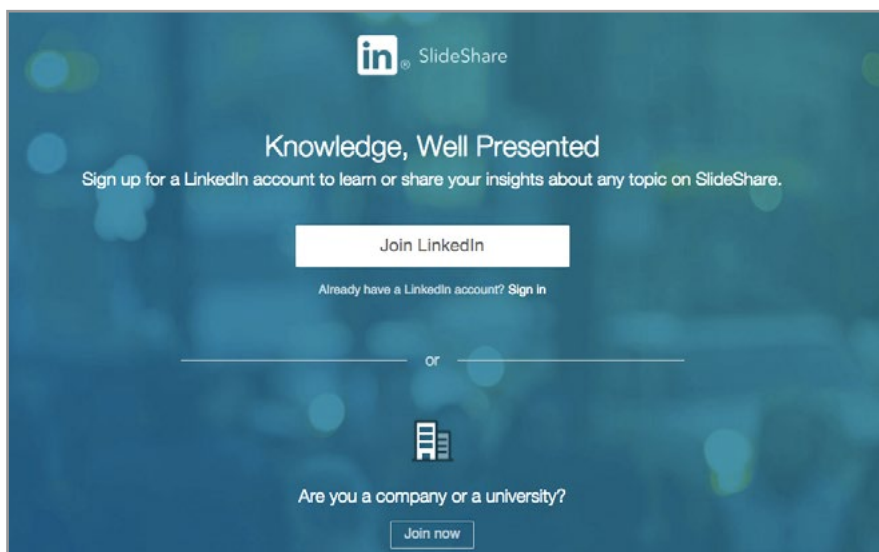 in® SlideShare
Knowledge, Well Presented
Sign up for a LinkedIn account to learn or share your insights about any topic on SlideShare.
Join LinkedIn
Already have a LinkedIn account? Sign in
or
Are you a company or a university?
Join now